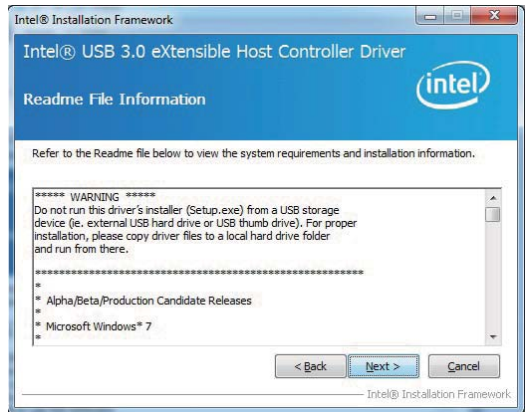 Intel® Installation Framework
Intel® USB 3.0 eXtensible Host Controller Driver
Readme File Information
intel
Refer to the Readme file below to view the system requirements and installation information.
***** WARNING *****
Do not run this driver's installer (Setup.exe) from a USB storage
device (ie. external USB hard drive or USB thumb drive). For proper
installation, please copy driver files to a local hard drive folder
and run from there.
*******************************************************
*
* Alpha/Beta/Production Candidate Releases
*
* Microsoft Windows* 7
*
< Back
Next >
Cancel
Intel® Installation Framework